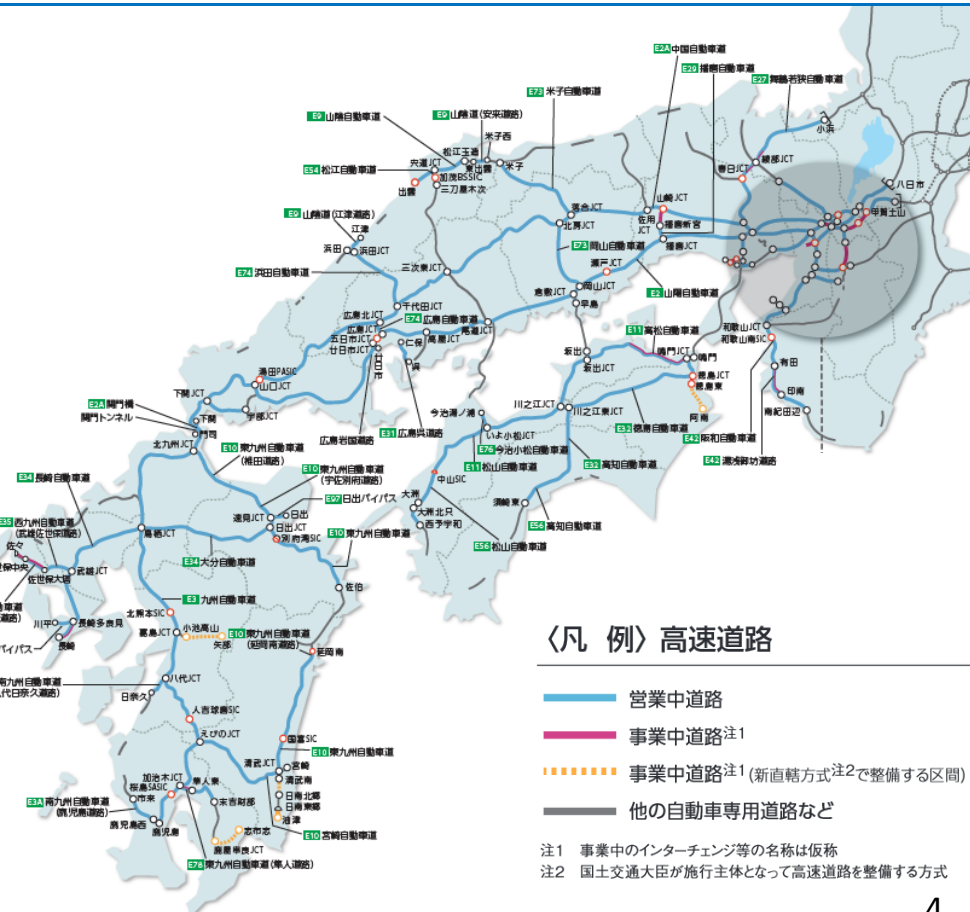 E2A 中国自動車道
E29 播磨自動車道
E27 舞鶴若狭自動車道
E73 米子自動車道
E9 山陰自動車道
E9 山陰道(安来道路)
小浜
米子西
松江玉造
東出雲
米子
宍道JCT
綾部JCT
春日JCT
E54 松江自動車道
加茂BSSIC
三刀屋木次
出雲
八日市
甲賀土山
山崎JCT
佐用JCT
播磨新宮
播磨JCT
落合JCT
北房JCT
E9 山陰道(江津道路)
江津
浜田
浜田JCT
E73 岡山自動車道
瀬戸JCT
三次東JCT
E74 浜田自動車道
岡山JCT
倉敷JCT
早島
E2 山陽自動車道
千代田JCT
広島北JCT
広島JCT
E74 広島自動車道
五日市JCT
廿日市JCT
仁保
高屋JCT
尾道JCT
呉
廿日市
和歌山JCT
和歌山南SIC
E11 高松自動車道
鳴門JCT
鳴門
坂出
坂出JCT
有田
徳島JCT
徳島東
湯田PASIC
山口JCT
下関JCT
宇部JCT
印南
南紀田辺
阿南
川之江JCT
川之江東JCT
今治湯ノ浦
いよ小松JCT
E2A 関門橋
関門トンネル
下関
門司
広島岩国道路
E31 広島呉道路
E32 徳島自動車道
E42 阪和自動車道
E76 今治小松自動車道
北九州JCT
E10 東九州自動車道
(椎田道路)
E42 湯浅御坊道路
E11 松山自動車道
E32 高知自動車道
E10 東九州自動車道
(宇佐別府道路)
中山SIC
E34 長崎自動車道
E97 日出バイパス
大洲
大洲北只
西予宇和
須崎東
速見JCT
日出
日出JCT
別府湾SIC
E35 西九州自動車道
(武雄佐世保道路)
鳥栖JCT
E10 東九州自動車道
E56 高知自動車道
E56 松山自動車道
佐々
佐世保大塔
武雄JCT
E34 大分自動車道
佐伯
E3 九州自動車道
北熊本SIC
川平
長崎多良見
小池高山
嘉島JCT
矢部
E10 東九州自動車道
(延岡南道路)
延岡南
長崎
八代JCT
日奈久
人吉球磨SIC
えびのJCT
国富SIC
E10 東九州自動車道
清武JCT
宮崎
清武南
加治木JCT
桜島SASIC
隼人東
日南北郷
日南東郷
油津
E3A 南九州自動車道
(鹿児島道路)
市来
末吉財部
鹿児島西
鹿児島
志布志
鹿屋串良JCT
E10 宮崎自動車道
E78 東九州自動車道(隼人道路)
〈凡 例〉高速道路
営業中道路
事業中道路注1
事業中道路注1(新直轄方式注2で整備する区間)
他の自動車専用道路など
注1 事業中のインターチェンジ等の名称は仮称
注2 国土交通大臣が施行主体となって高速道路を整備する方式